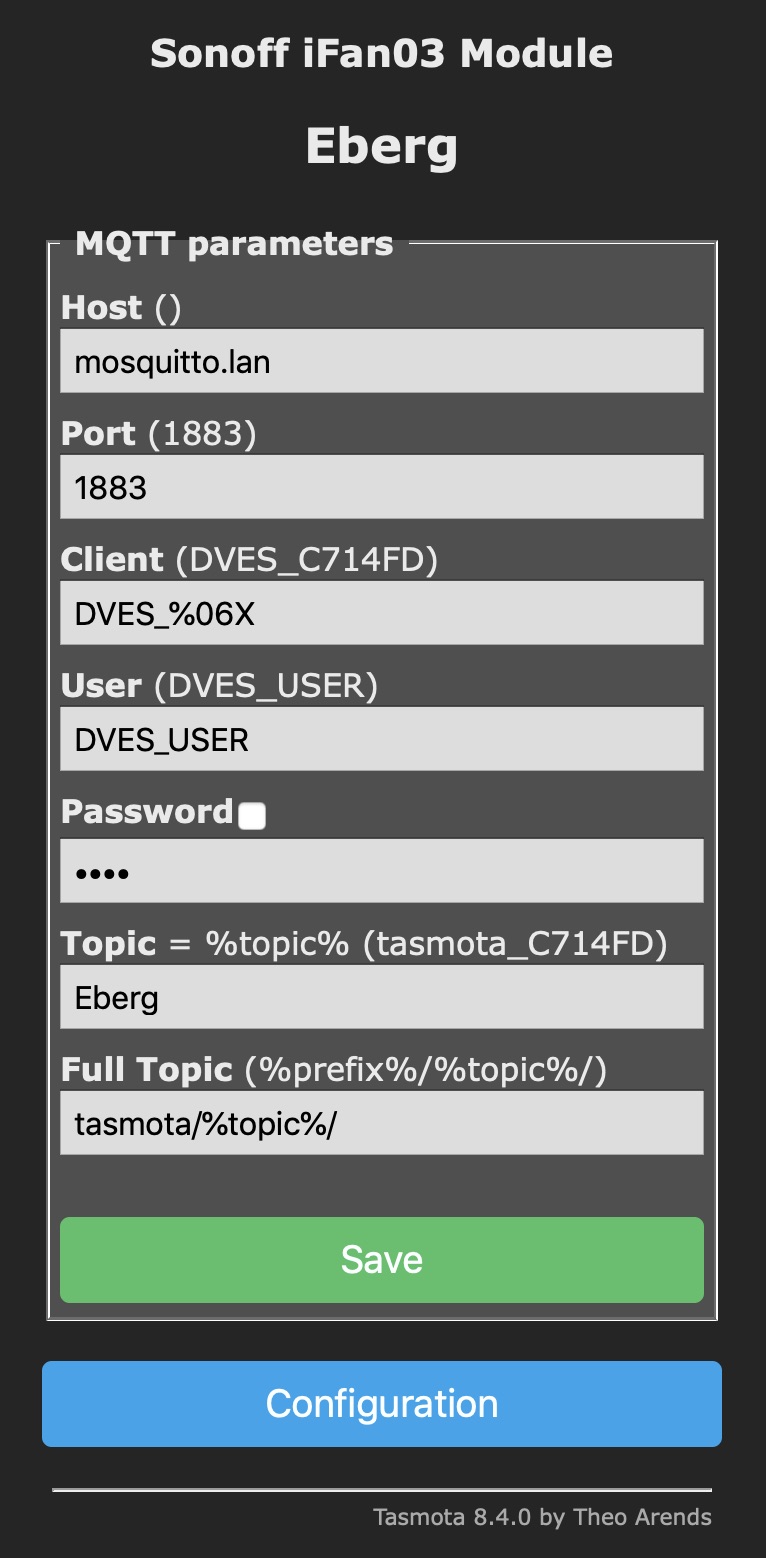 Sonoff iFan03 Module
Eberg
MQTT parameters
Host ()
mosquitto.lan
Port (1883)
1883
Client (DVES_C714FD)
DVES_%06X
User (DVES_USER)
DVES_USER
Password
••••
Topic = %topic% (tasmota_C714FD)
Eberg
Full Topic (%prefix%/%topic%/)
tasmota/%topic%/
Save
Configuration
Tasmota 8.4.0 by Theo Arends